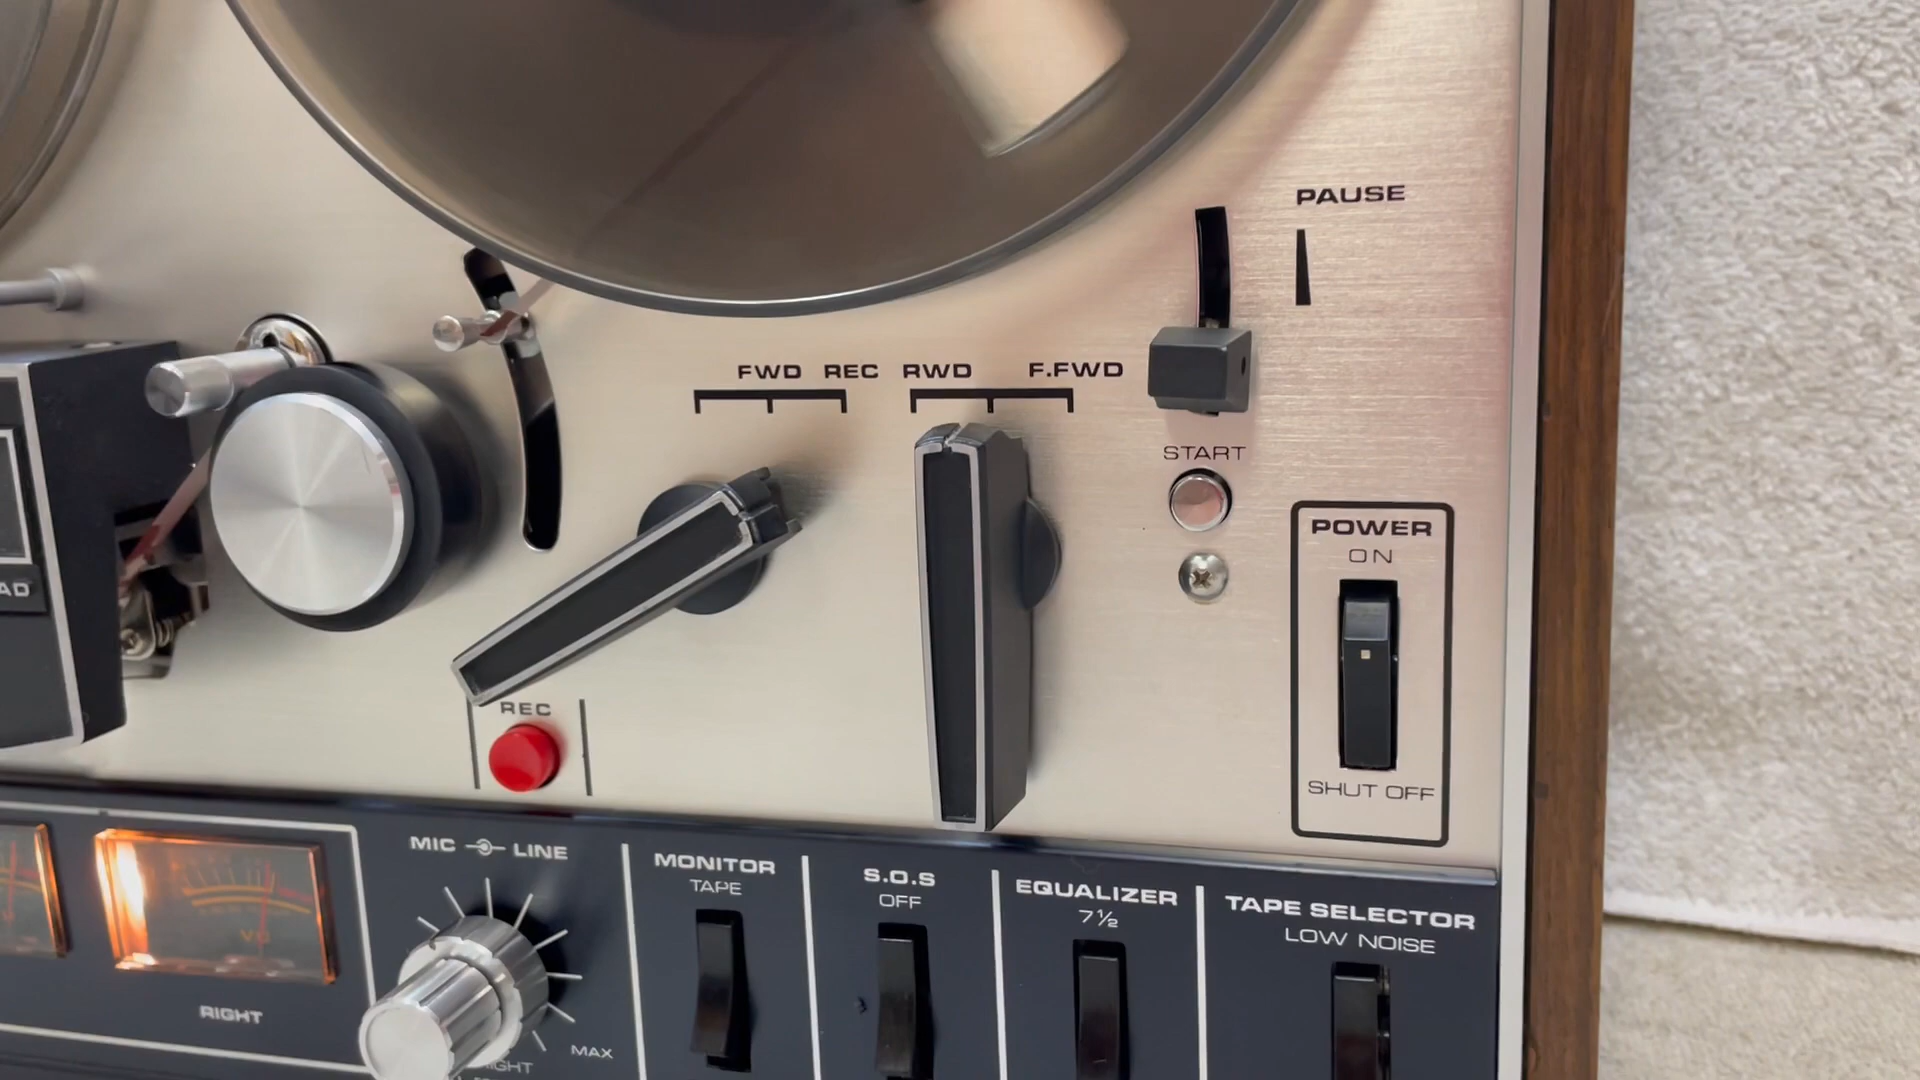 PAUSE
FWD REC RWD F.FWD
START
POWER
ON
AD
REC
SHUT OFF
MIC LINE
MONITOR
TAPE
S.O.S
OFF
EQUALIZER
7½
TAPE SELECTOR
LOW NOISE
VU
RIGHT
MAX